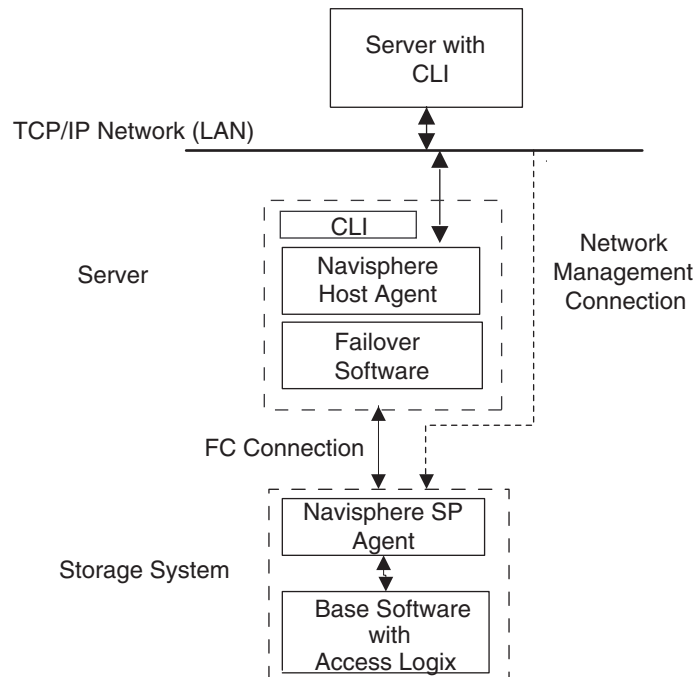 Server with
CLI
TCP/IP Network (LAN)
CLI
Server
Navisphere
Host Agent
Network
Management
Connection
Failover
Software
FC Connection
Navisphere SP
Agent
Storage System
Base Software
with
Access Logix